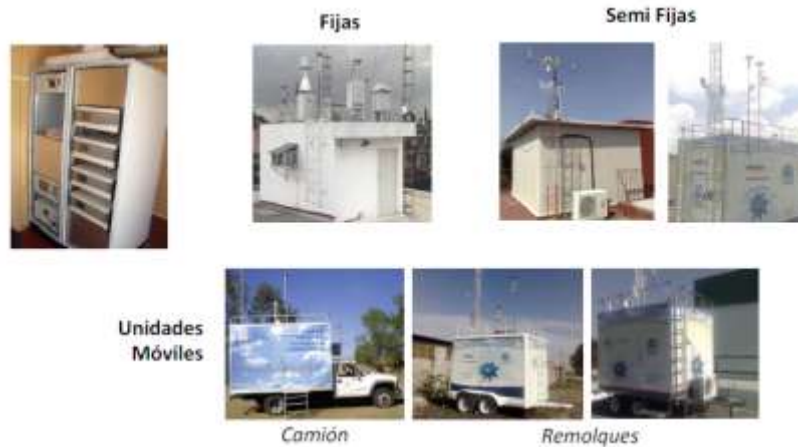 Fijas
Semi Fijas
Unidades
Móviles
Camión
Remolques